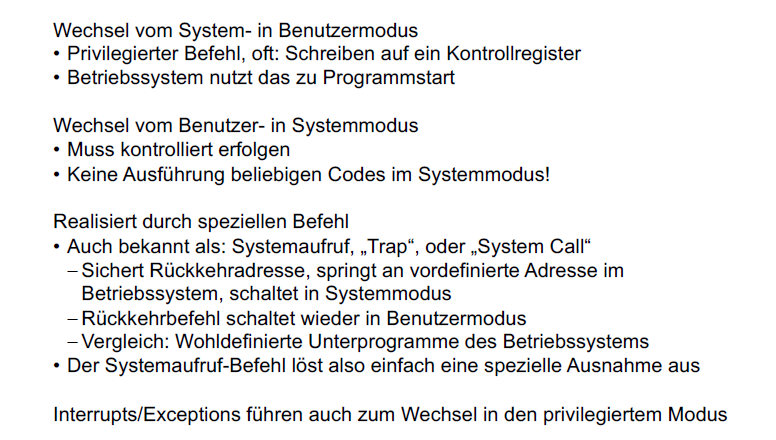 Wechsel vom System- in Benutzermodus
• Privilegierter Befehl, oft: Schreiben auf ein Kontrollregister
• Betriebssystem nutzt das zu Programmstart
Wechsel vom Benutzer- in Systemmodus
• Muss kontrolliert erfolgen
• Keine Ausführung beliebigen Codes im Systemmodus!
Realisiert durch speziellen Befehl
• Auch bekannt als: Systemaufruf, „Trap“, oder „System Call“
– Sichert Rückkehradresse, springt an vordefinierte Adresse im
Betriebssystem, schaltet in Systemmodus
– Rückkehrbefehl schaltet wieder in Benutzermodus
– Vergleich: Wohldefinierte Unterprogramme des Betriebssystems
• Der Systemaufruf-Befehl löst also einfach eine spezielle Ausnahme aus
Interrupts/Exceptions führen auch zum Wechsel in den privilegiertem Modus